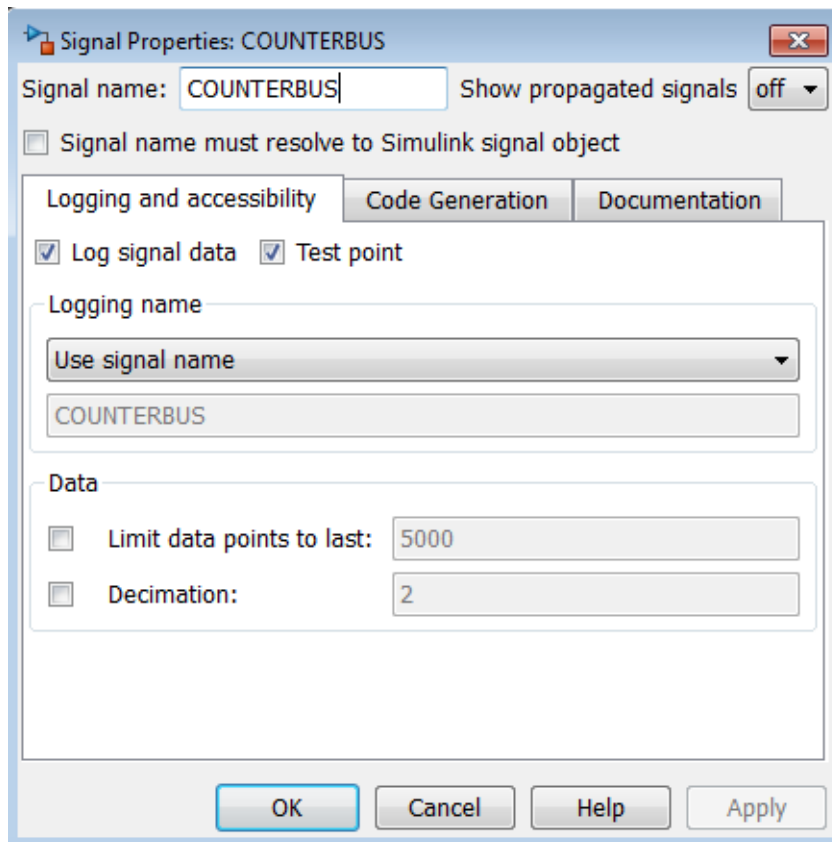 Signal Properties: COUNTERBUS
Signal name: COUNTERBUS Show propagated signals off
Signal name must resolve to Simulink signal object
Logging and accessibility Code Generation Documentation
Log signal data Test point
Logging name
Use signal name
COUNTERBUS
Data
Limit data points to last: 5000
Decimation: 2
OK Cancel Help Apply